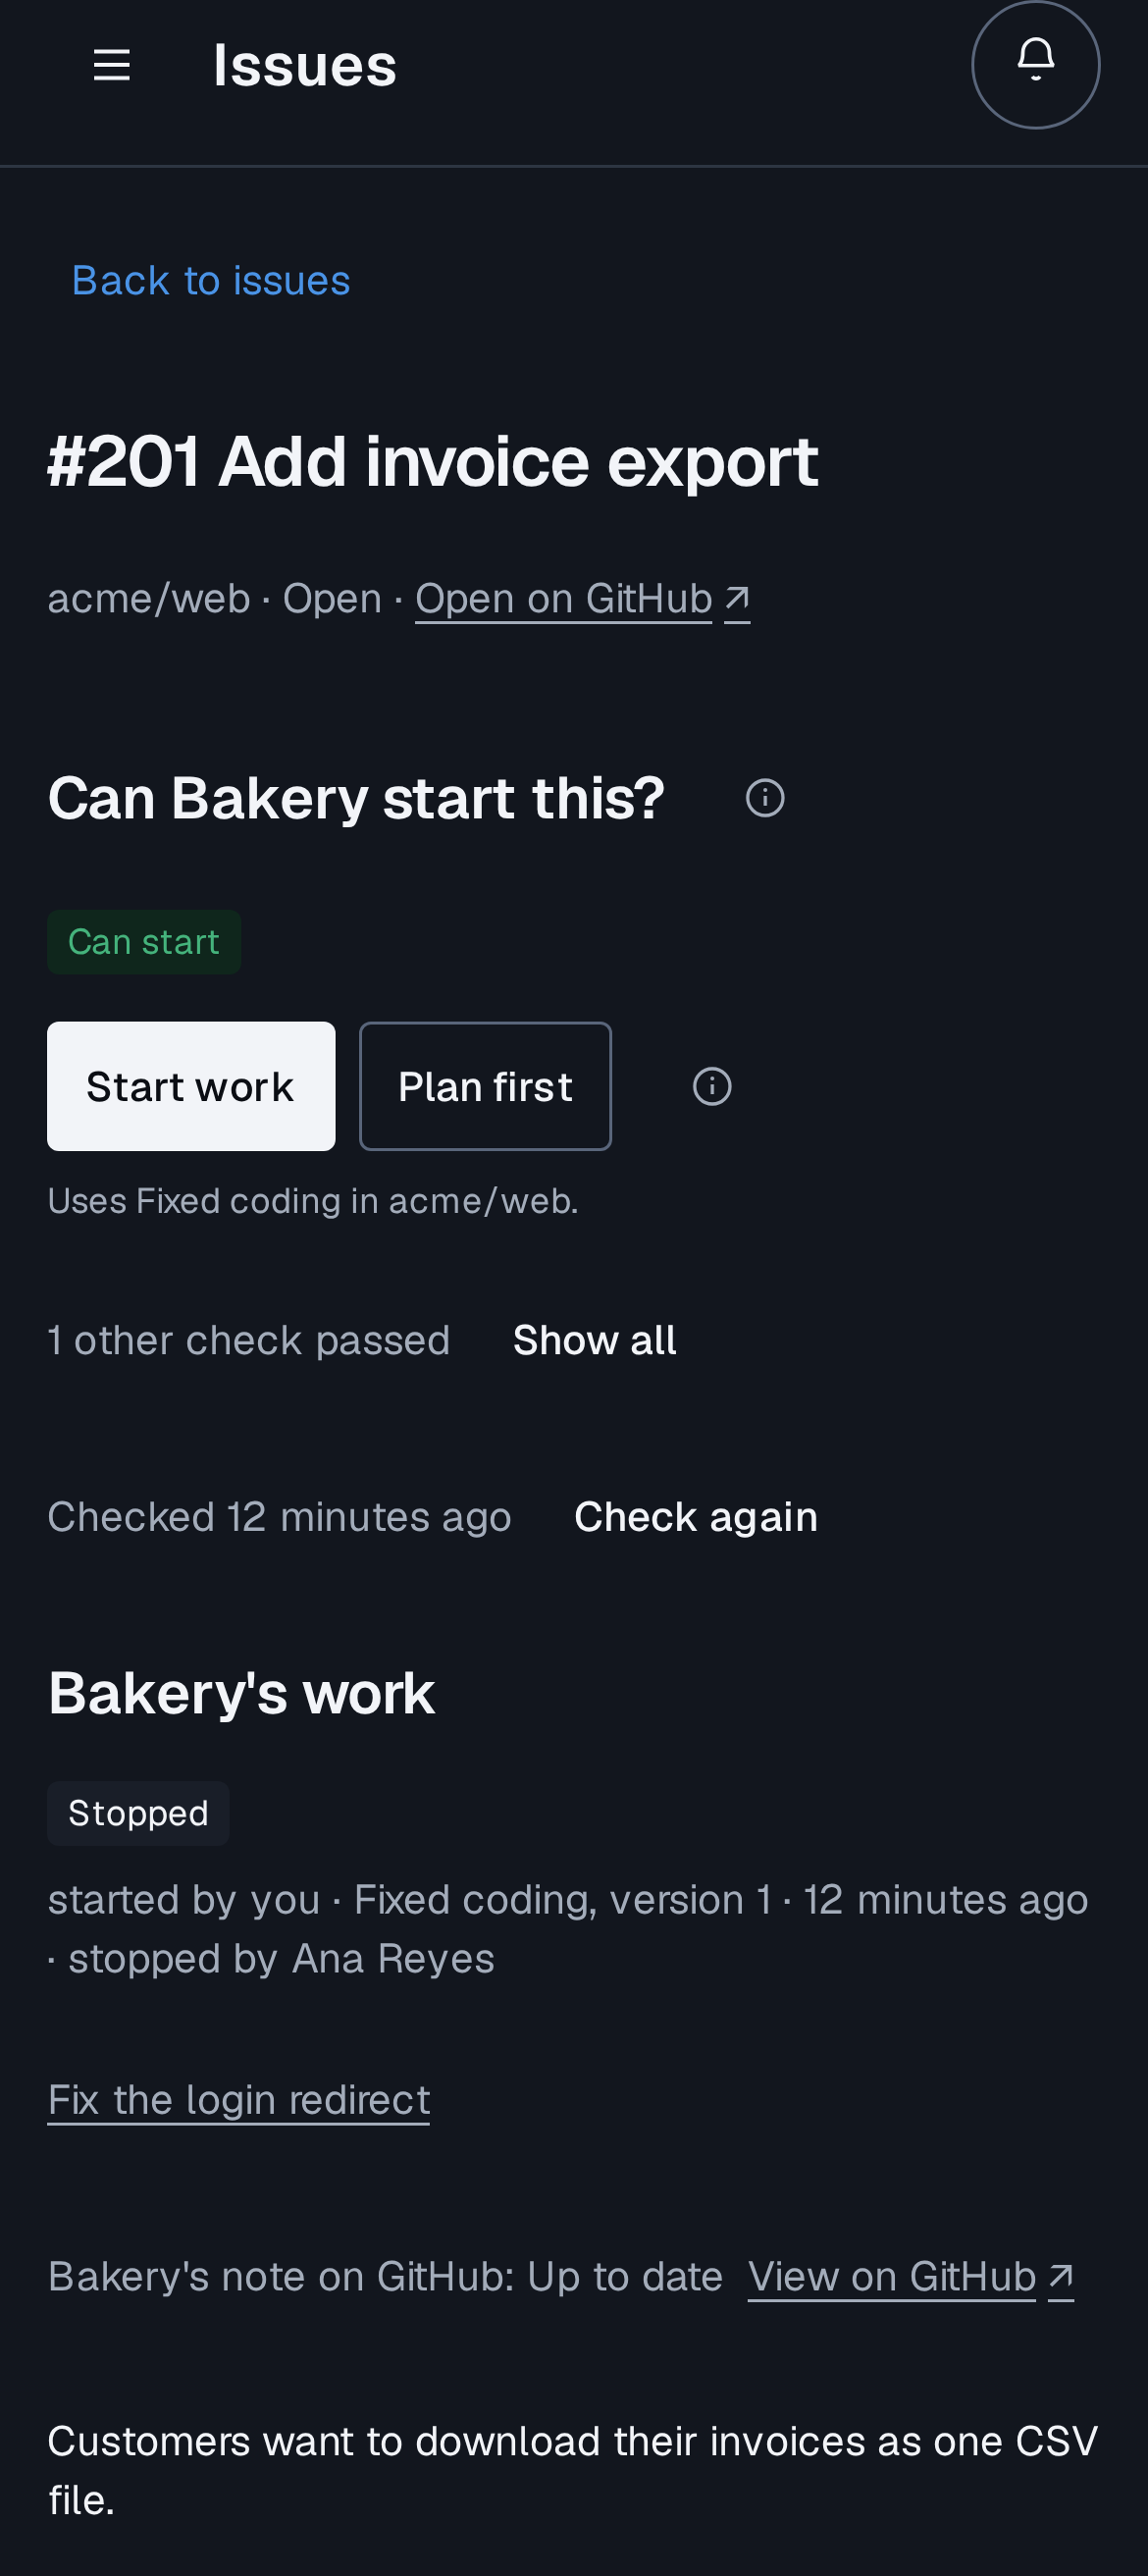 Issues
Back to issues
#201 Add invoice export
acme/web · Open · Open on GitHub ↗
Can Bakery start this?
Can start
Start work
Plan first
Uses Fixed coding in acme/web.
1 other check passed Show all
Checked 12 minutes ago Check again
Bakery's work
Stopped
started by you · Fixed coding, version 1 · 12 minutes ago
· stopped by Ana Reyes
Fix the login redirect
Bakery's note on GitHub: Up to date View on GitHub ↗
Customers want to download their invoices as one CSV
file.